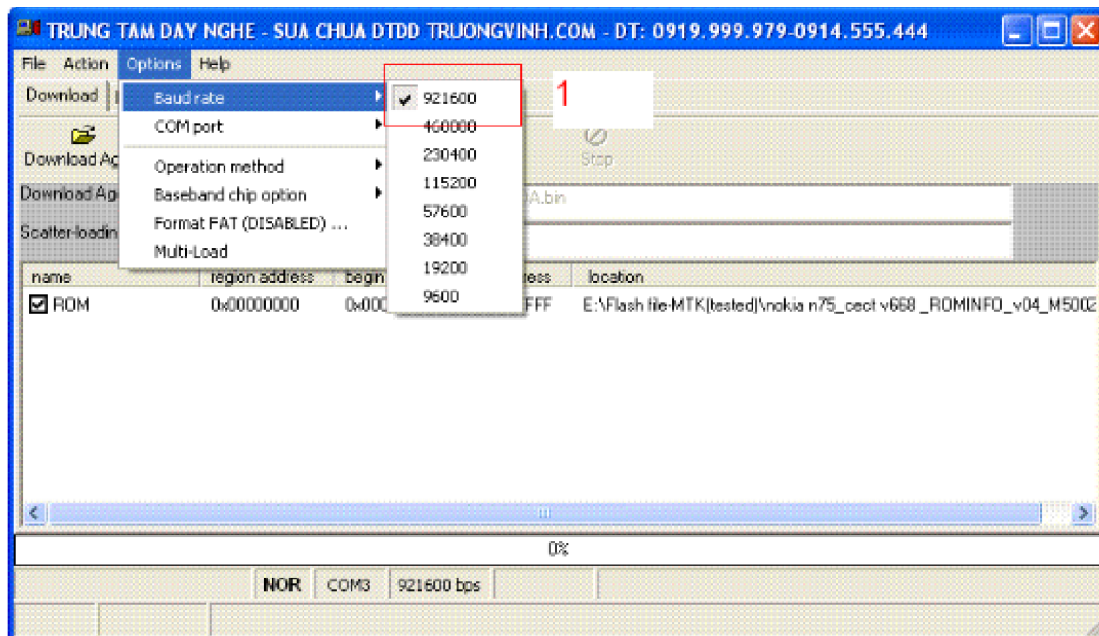 TRUNG TAM DAY NGHE - SUA CHUA DTDD TRUONGVINH.COM - DT: 0919.999.979-0914.555.444
File Action Options Help
Download
Baud rate
COM port
Operation method
Baseband chip option
Format FAT (DISABLED) ...
Multi-Load
921600
460800
230400
115200
57600
38400
19200
9600
1
Download Ag
Stop
Download Ag
A.bin
Scatter-loadin
name region address begin ress location
ROM 0x00000000 0x000 FFF E:\Flash file-MTK(tested)\nokia n75_cect v668 _ROMINFO_v04_M5002
0%
NOR COM3 921600 bps